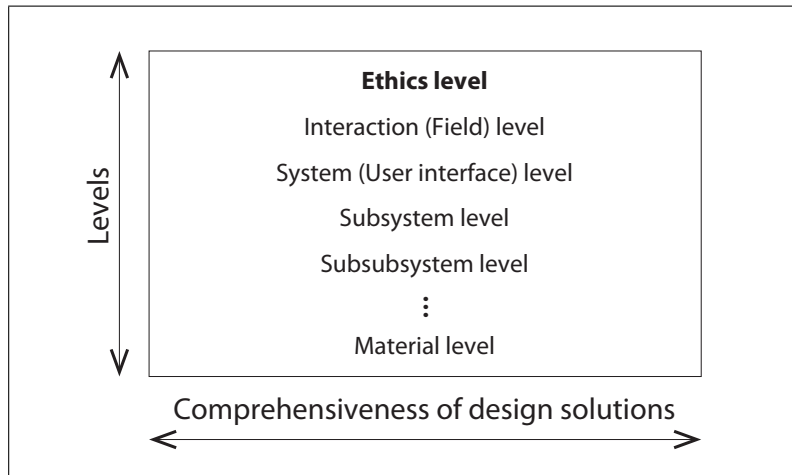 Levels
Ethics level
Interaction (Field) level
System (User interface) level
Subsystem level
Subsubsystem level
⋮
Material level
Comprehensiveness of design solutions